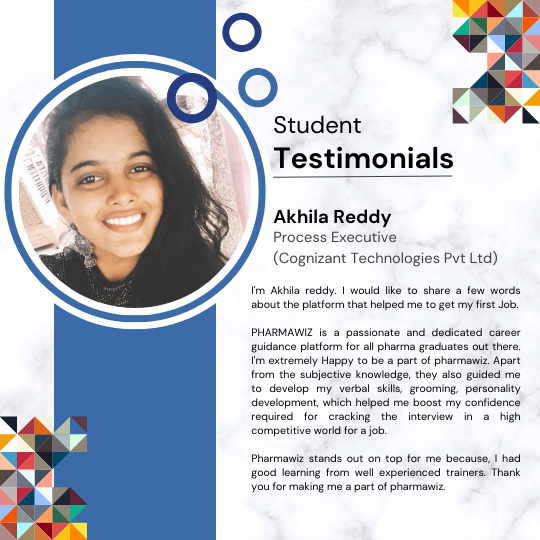 Student
Testimonials
Akhila Reddy
Process Executive
(Cognizant Technologies Pvt Ltd)
I'm Akhila reddy. I would like to share a few words
about the platform that helped me to get my first Job.
PHARMAWIZ is a passionate and dedicated career
guidance platform for all pharma graduates out there.
I'm extremely Happy to be a part of pharmawiz. Apart
from the subjective knowledge, they also guided me
to develop my verbal skills, grooming, personality
development, which helped me boost my confidence
required for cracking the interview in a high
competitive world for a job.
Pharmawiz stands out on top for me because, I had
good learning from well experienced trainers. Thank
you for making me a part of pharmawiz.